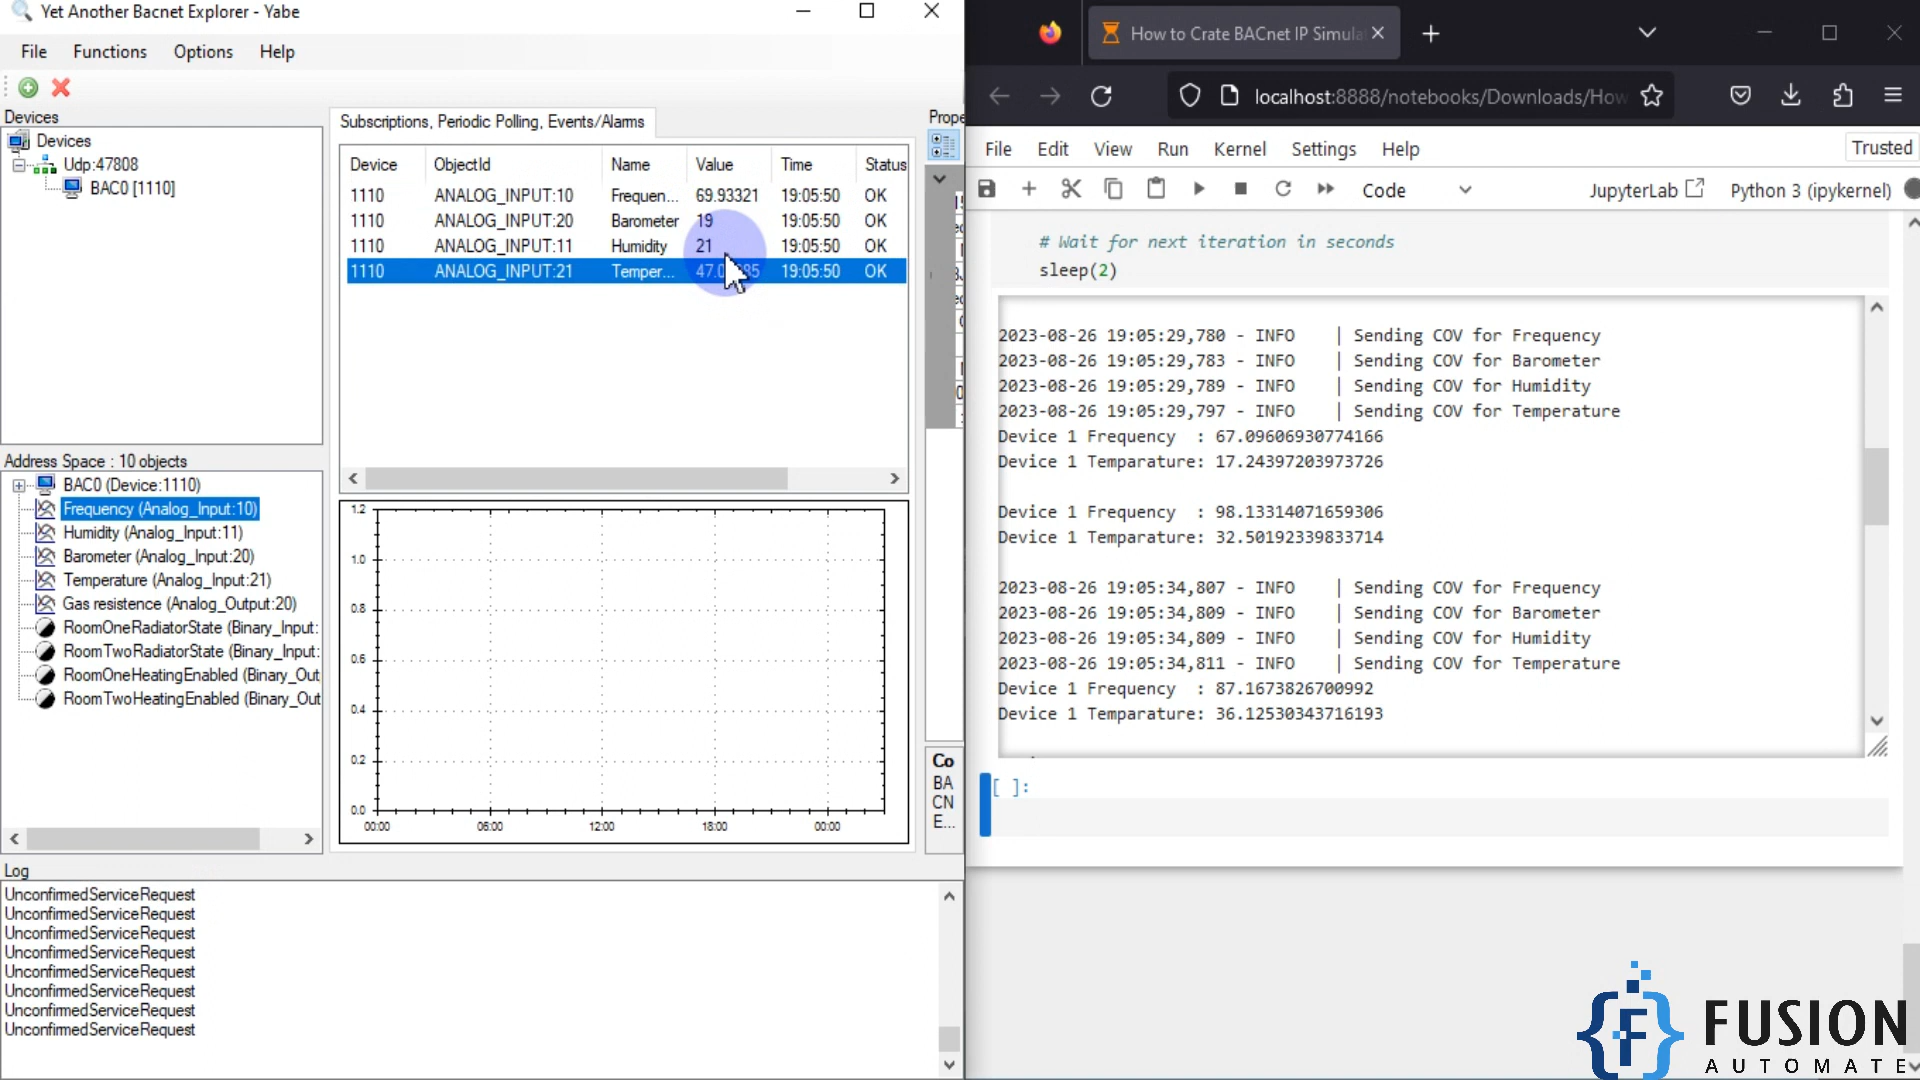 Yet Another Bacnet Explorer - Yabe
File Functions Options Help
Devices
Devices
Udp:47808
BAC0 [1110]
Address Space : 10 objects
BAC0 (Device:1110)
Frequency (Analog_Input:10)
Humidity (Analog_Input:11)
Barometer (Analog_Input:20)
Temperature (Analog_Input:21)
Gas resistence (Analog_Output:20)
RoomOneRadiatorState (Binary_Input:
RoomTwoRadiatorState (Binary_Input:
RoomOneHeatingEnabled (Binary_Out
RoomTwoHeatingEnabled (Binary_Out
Subscriptions, Periodic Polling, Events/Alarms
Device ObjectId Name Value Time Status
1110 ANALOG_INPUT:10 Frequen... 69.93321 19:05:50 OK
1110 ANALOG_INPUT:20 Barometer 19 19:05:50 OK
1110 ANALOG_INPUT:11 Humidity 21 19:05:50 OK
1110 ANALOG_INPUT:21 Temper... 19:05:50 OK
1.2
1.0
0.8
0.6
0.4
0.2
0.0
00:00 06:00 12:00 18:00 00:00
Prope
Co
BA
CN
E...
Log
UnconfirmedServiceRequest
UnconfirmedServiceRequest
UnconfirmedServiceRequest
UnconfirmedServiceRequest
UnconfirmedServiceRequest
UnconfirmedServiceRequest
UnconfirmedServiceRequest
UnconfirmedServiceRequest
How to Crate BACnet IP Simula
localhost:8888/notebooks/Downloads/How
File Edit View Run Kernel Settings Help Trusted
Code JupyterLab Python 3 (ipykernel)
# Wait for next iteration in seconds
sleep(2)
2023-08-26 19:05:29,780 - INFO | Sending COV for Frequency
2023-08-26 19:05:29,783 - INFO | Sending COV for Barometer
2023-08-26 19:05:29,789 - INFO | Sending COV for Humidity
2023-08-26 19:05:29,797 - INFO | Sending COV for Temperature
Device 1 Frequency : 67.09606930774166
Device 1 Temparature: 17.24397203973726
Device 1 Frequency : 98.13314071659306
Device 1 Temparature: 32.50192339833714
2023-08-26 19:05:34,807 - INFO | Sending COV for Frequency
2023-08-26 19:05:34,809 - INFO | Sending COV for Barometer
2023-08-26 19:05:34,809 - INFO | Sending COV for Humidity
2023-08-26 19:05:34,811 - INFO | Sending COV for Temperature
Device 1 Frequency : 87.1673826700992
Device 1 Temparature: 36.12530343716193
[ ]:
FUSION
AUTOMATE